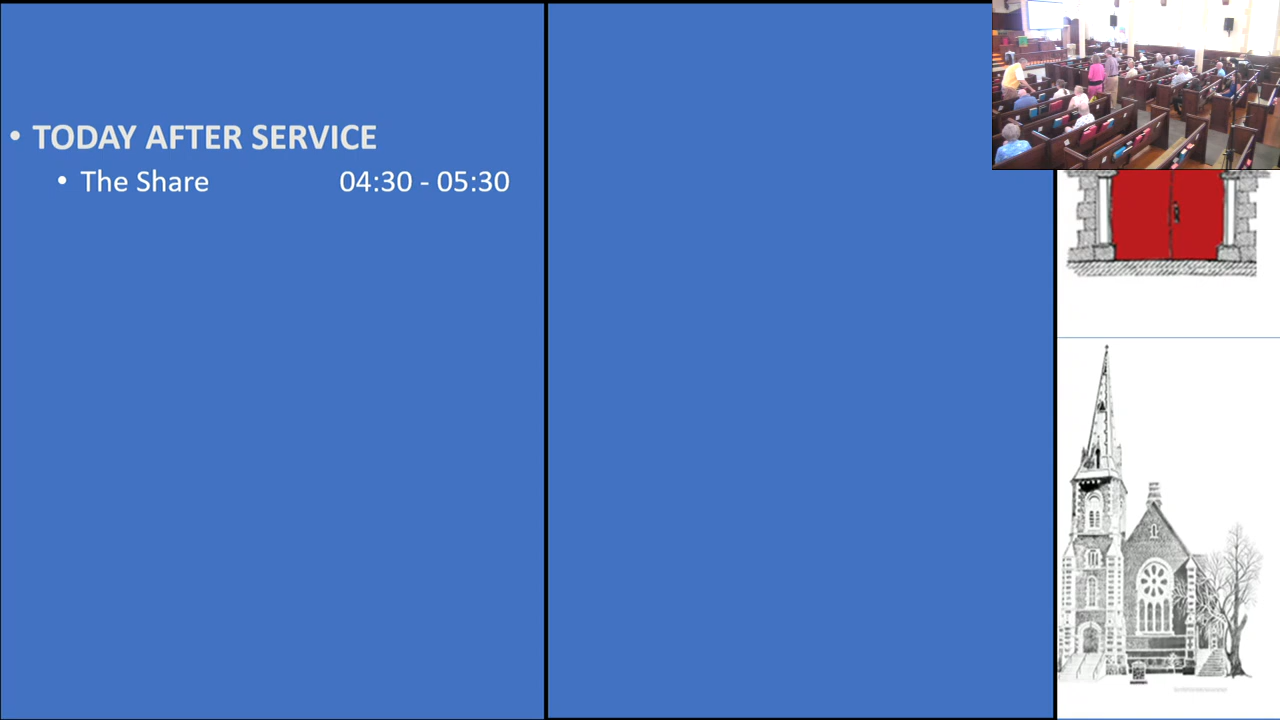 • TODAY AFTER SERVICE
• The Share 04:30 - 05:30